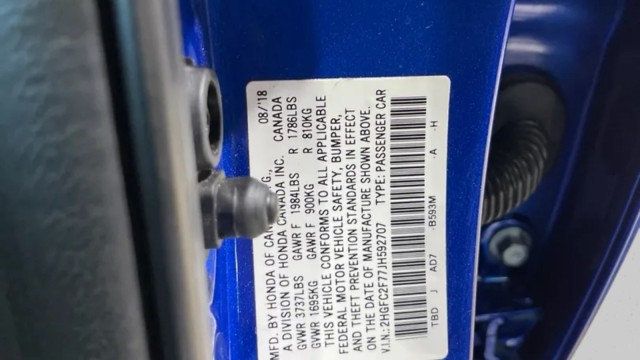 MFD. BY HONDA OF CAN G., 08/'18
A DIVISION OF HONDA CANADA INC. CANADA
GVWR 3737LBS GAWR F 1984LBS R 1786LBS
GVWR 1695KG GAWR F 900KG R 810KG
THIS VEHICLE CONFORMS TO ALL APPLICABLE
FEDERAL MOTOR VEHICLE SAFETY, BUMPER,
AND THEFT PREVENTION STANDARDS IN EFFECT
ON THE DATE OF MANUFACTURE SHOWN ABOVE.
V.I.N.: 2HGFC2F77JH592707 TYPE: PASSENGER CAR
TBD J AD7 B593M -A -H